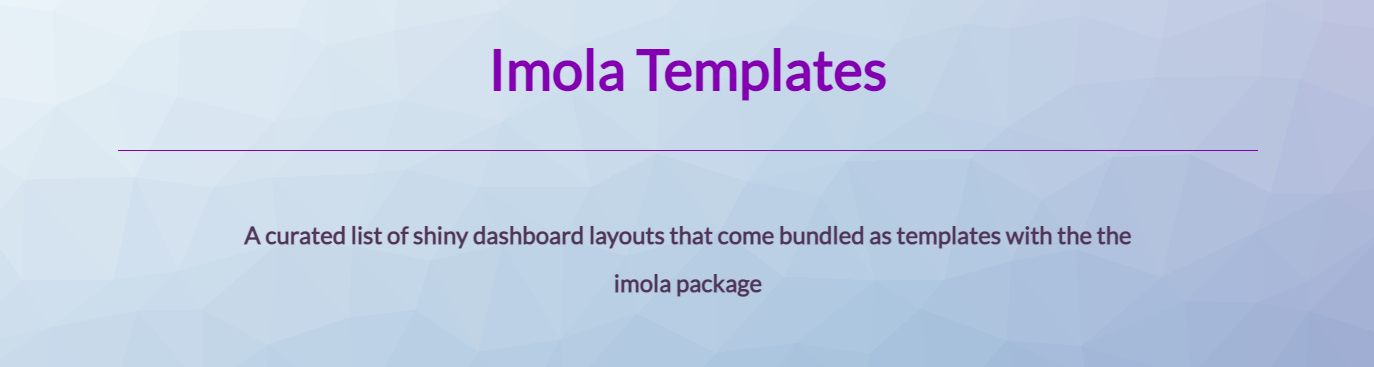 Imola Templates
A curated list of shiny dashboard layouts that come bundled as templates with the the
imola package